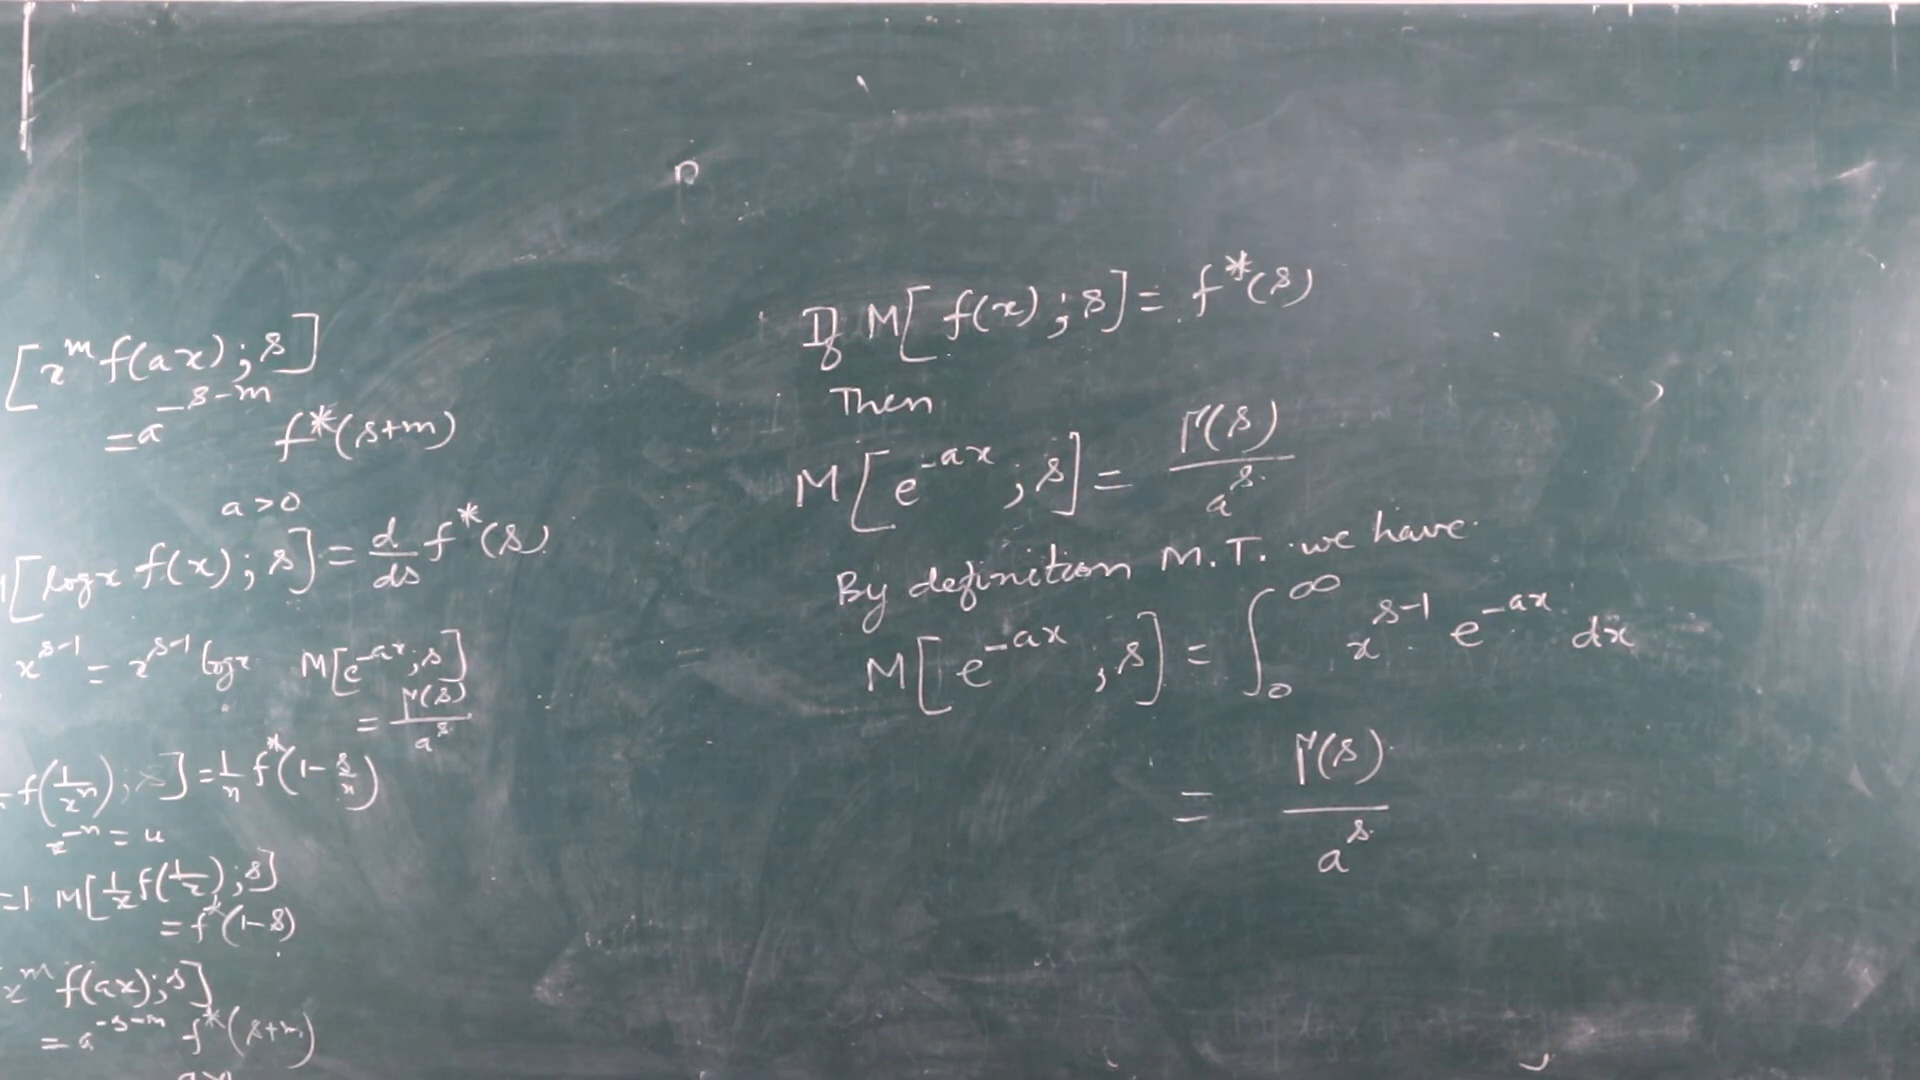 [x^m f(ax) ; s]
= a^{-s-m} f*(s+m)
a > 0
[log x f(x) ; s] = d/ds f*(s)
x^{s-1} = x^{s-1} log x
M[e^{-ax} ; s]
= Γ(s)/a^s
f(1/x^n) ; s] = 1/n f*(1 - s/n)
x^{-n} = u
=1 M[1/x f(1/x) ; s]
= f*(1-s)
x^m f(ax) ; s]
= a^{-s-m} f*(s+m)
If M[f(x) ; s] = f*(s)
Then
M[e^{-ax} ; s] = Γ(s)/a^s
By definition M.T. we have
M[e^{-ax} ; s] = ∫_0^∞ x^{s-1} e^{-ax} dx
= Γ(s)/a^s